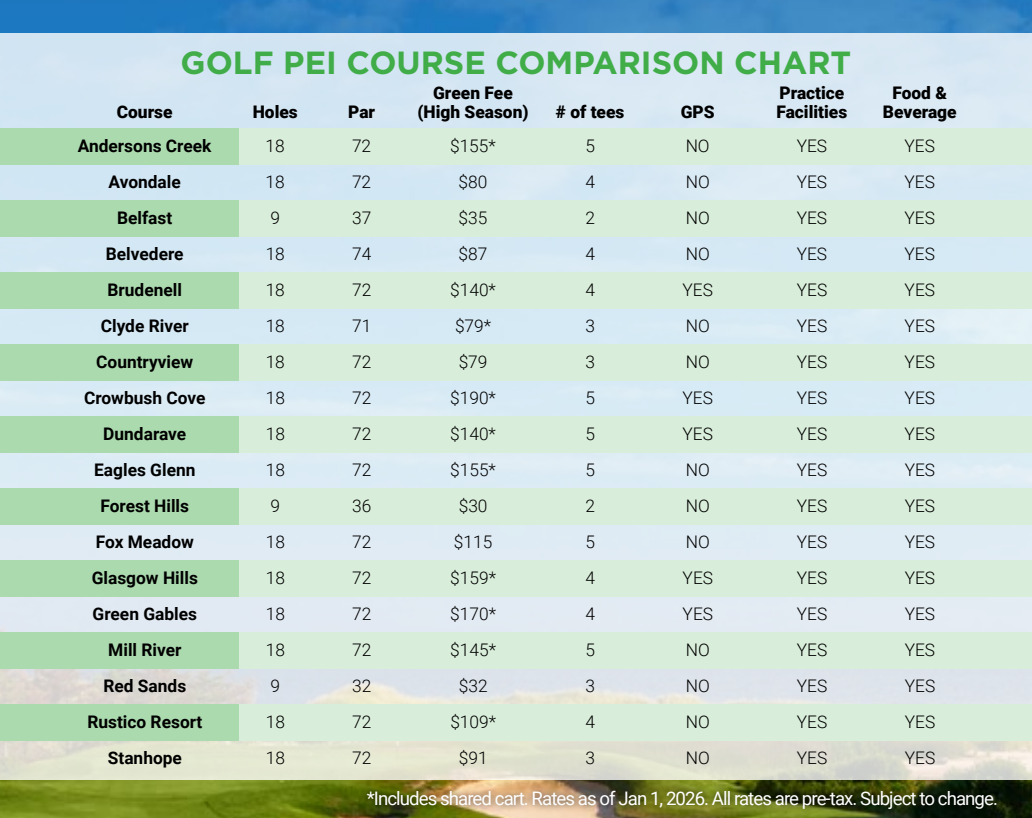 GOLF PEI COURSE COMPARISON CHART
Course Holes Par Green Fee (High Season) # of tees GPS Practice Facilities Food & Beverage
Andersons Creek 18 72 $155* 5 NO YES YES
Avondale 18 72 $80 4 NO YES YES
Belfast 9 37 $35 2 NO YES YES
Belvedere 18 74 $87 4 NO YES YES
Brudenell 18 72 $140* 4 YES YES YES
Clyde River 18 71 $79* 3 NO YES YES
Countryview 18 72 $79 3 NO YES YES
Crowbush Cove 18 72 $190* 5 YES YES YES
Dundarave 18 72 $140* 5 YES YES YES
Eagles Glenn 18 72 $155* 5 NO YES YES
Forest Hills 9 36 $30 2 NO YES YES
Fox Meadow 18 72 $115 5 NO YES YES
Glasgow Hills 18 72 $159* 4 YES YES YES
Green Gables 18 72 $170* 4 YES YES YES
Mill River 18 72 $145* 5 NO YES YES
Red Sands 9 32 $32 3 NO YES YES
Rustico Resort 18 72 $109* 4 NO YES YES
Stanhope 18 72 $91 3 NO YES YES
*Includes shared cart. Rates as of Jan 1, 2026. All rates are pre-tax. Subject to change.